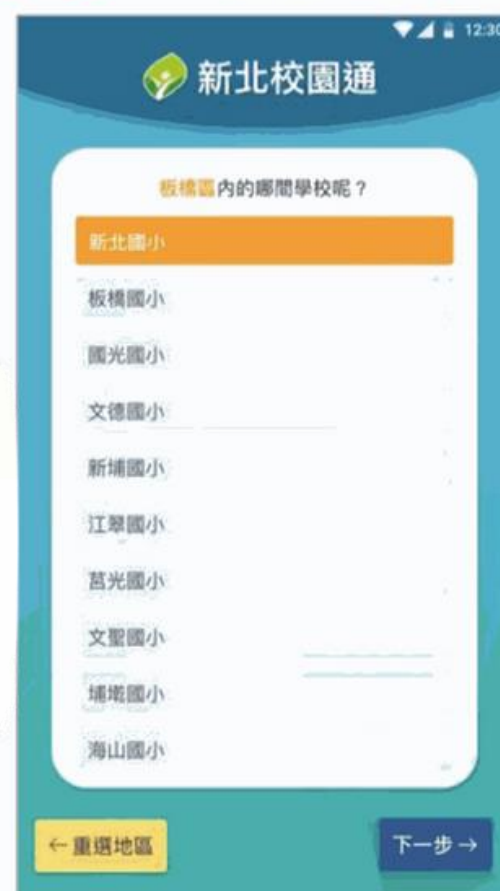 12:30
新北校園通
板橋區內的哪間學校呢？
新北國小
板橋國小
國光國小
文德國小
新埔國小
江翠國小
莒光國小
文聖國小
埔墘國小
海山國小
← 重選地區
下一步 →